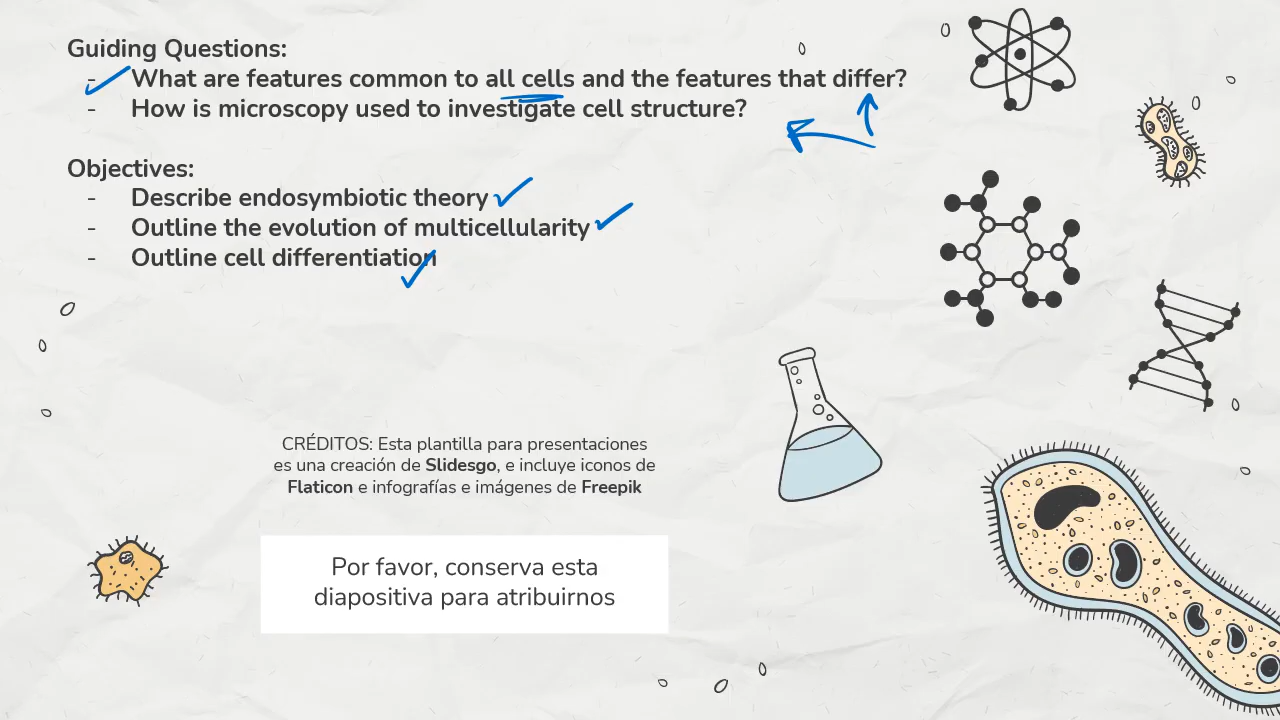 Guiding Questions:
- What are features common to all cells and the features that differ?
- How is microscopy used to investigate cell structure?
Objectives:
- Describe endosymbiotic theory
- Outline the evolution of multicellularity
- Outline cell differentiation
CRÉDITOS: Esta plantilla para presentaciones
es una creación de Slidesgo, e incluye iconos de
Flaticon e infografías e imágenes de Freepik
Por favor, conserva esta
diapositiva para atribuirnos